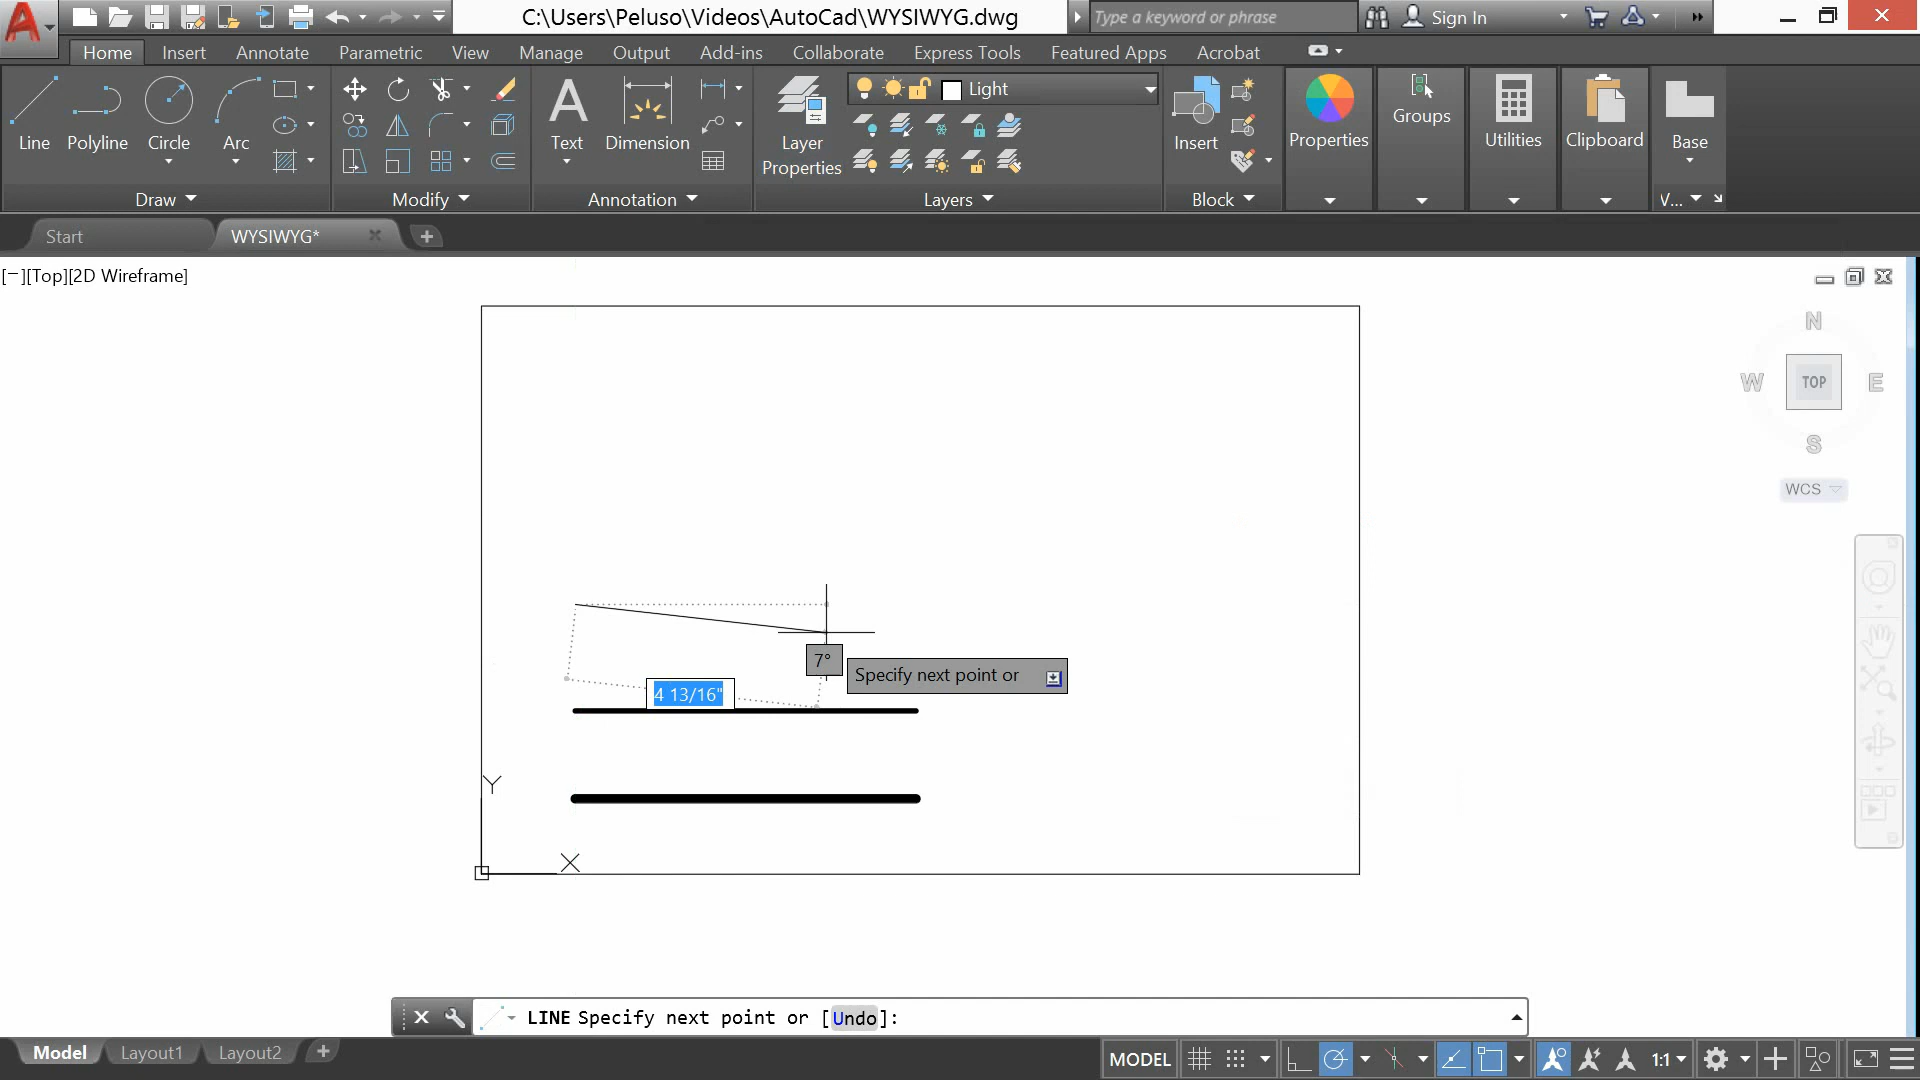 C:\Users\Peluso\Videos\AutoCad\WYSIWYG.dwg
Type a keyword or phrase
Sign In
Home Insert Annotate Parametric View Manage Output Add-ins Collaborate Express Tools Featured Apps Acrobat
Light
Line Polyline Circle Arc
Text Dimension
Layer Properties
Insert
Properties
Groups
Utilities
Clipboard
Base
Draw Modify Annotation Layers Block V...
Start WYSIWYG*
[−][Top][2D Wireframe]
N
W TOP E
S
WCS
7°
Specify next point or
4 13/16"
Y
X
LINE Specify next point or [Undo]:
Model Layout1 Layout2
MODEL 1:1